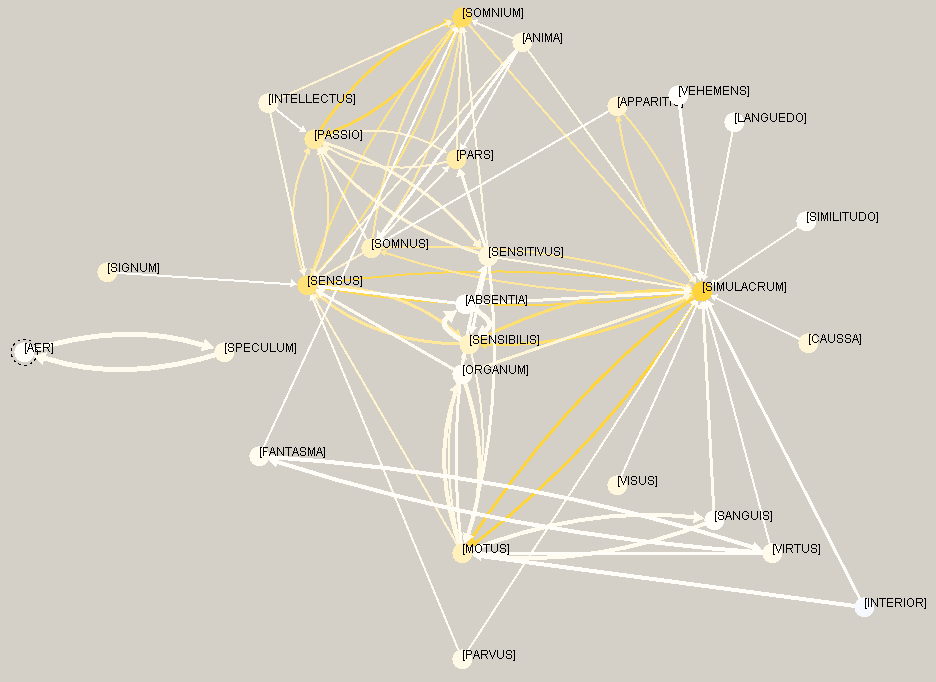 [SOMNIUM]
[ANIMA]
[VEHEMENS]
[INTELLECTUS]
[LANGUEDO]
[PASSIO]
[PARS]
[SIMILITUDO]
[SOMNUS]
[SENSITIVUS]
[SIGNUM]
[SENSUS]
[SIMULACRUM]
[ABSENTIA]
[SENSIBILIS]
[CAUSSA]
[AER]
[SPECULUM]
[ORGANUM]
[FANTASMA]
[VISUS]
[SANGUIS]
[MOTUS]
[VIRTUS]
[INTERIOR]
[PARVUS]